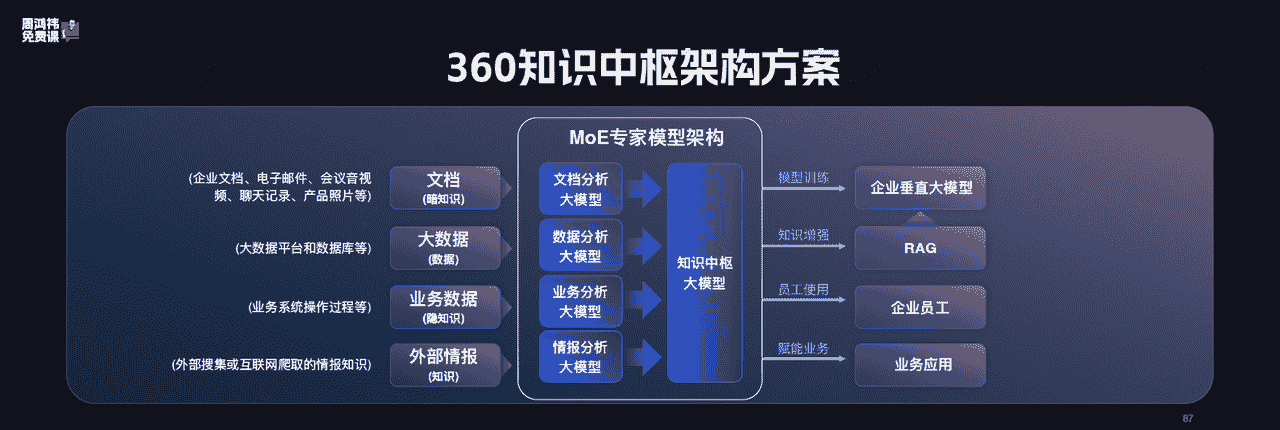 周鸿祎
免费课
360知识中枢架构方案
MoE专家模型架构
(企业文档、电子邮件、会议音视
频、聊天记录、产品照片等)
文档
(暗知识)
文档分析
大模型
模型训练
企业垂直大模型
(大数据平台和数据库等)
大数据
(数据)
数据分析
大模型
知识中枢
大模型
知识增强
RAG
(业务系统操作过程等)
业务数据
(隐知识)
业务分析
大模型
员工使用
企业员工
(外部搜集或互联网爬取的情报知识)
外部情报
(知识)
情报分析
大模型
赋能业务
业务应用
87